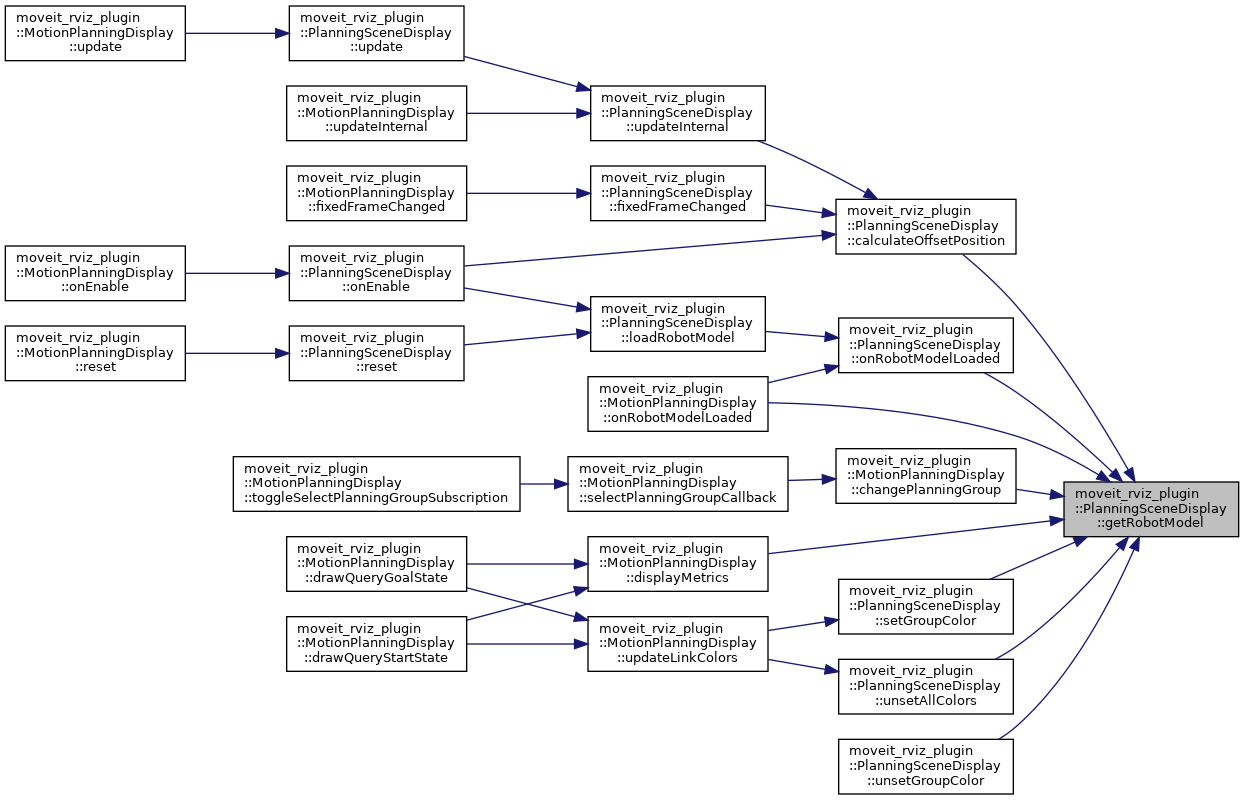 moveit_rviz_plugin
::MotionPlanningDisplay
::update
moveit_rviz_plugin
::PlanningSceneDisplay
::update
moveit_rviz_plugin
::MotionPlanningDisplay
::updateInternal
moveit_rviz_plugin
::PlanningSceneDisplay
::updateInternal
moveit_rviz_plugin
::MotionPlanningDisplay
::fixedFrameChanged
moveit_rviz_plugin
::PlanningSceneDisplay
::fixedFrameChanged
moveit_rviz_plugin
::PlanningSceneDisplay
::calculateOffsetPosition
moveit_rviz_plugin
::MotionPlanningDisplay
::onEnable
moveit_rviz_plugin
::PlanningSceneDisplay
::onEnable
moveit_rviz_plugin
::PlanningSceneDisplay
::loadRobotModel
moveit_rviz_plugin
::PlanningSceneDisplay
::onRobotModelLoaded
moveit_rviz_plugin
::MotionPlanningDisplay
::reset
moveit_rviz_plugin
::PlanningSceneDisplay
::reset
moveit_rviz_plugin
::MotionPlanningDisplay
::onRobotModelLoaded
moveit_rviz_plugin
::MotionPlanningDisplay
::toggleSelectPlanningGroupSubscription
moveit_rviz_plugin
::MotionPlanningDisplay
::selectPlanningGroupCallback
moveit_rviz_plugin
::MotionPlanningDisplay
::changePlanningGroup
moveit_rviz_plugin
::PlanningSceneDisplay
::getRobotModel
moveit_rviz_plugin
::MotionPlanningDisplay
::drawQueryGoalState
moveit_rviz_plugin
::MotionPlanningDisplay
::displayMetrics
moveit_rviz_plugin
::PlanningSceneDisplay
::setGroupColor
moveit_rviz_plugin
::MotionPlanningDisplay
::drawQueryStartState
moveit_rviz_plugin
::MotionPlanningDisplay
::updateLinkColors
moveit_rviz_plugin
::PlanningSceneDisplay
::unsetAllColors
moveit_rviz_plugin
::PlanningSceneDisplay
::unsetGroupColor